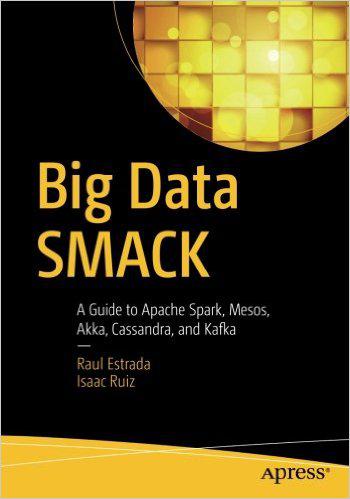 Big Data
SMACK
A Guide to Apache Spark, Mesos,
Akka, Cassandra, and Kafka
—
Raul Estrada
Isaac Ruiz
Apress®